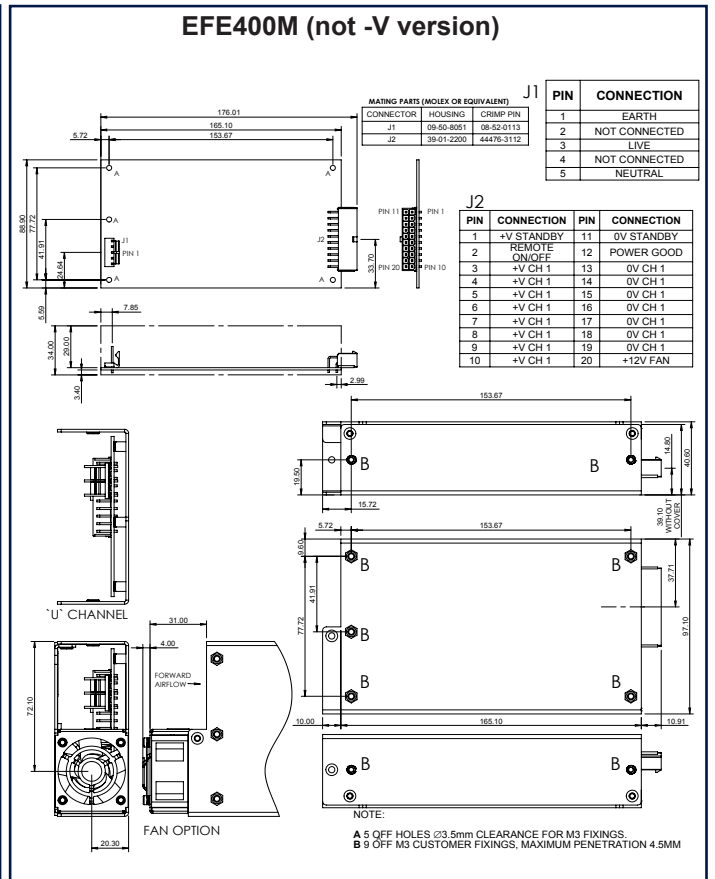 EFE400M (not -V version)
MATING PARTS (MOLEX OR EQUIVALENT)
CONNECTOR HOUSING CRIMP PIN
J1 09-50-8051 08-52-0113
J2 39-01-2200 44476-3112
J1
PIN CONNECTION
1 EARTH
2 NOT CONNECTED
3 LIVE
4 NOT CONNECTED
5 NEUTRAL
J2
PIN CONNECTION PIN CONNECTION
1 +V STANDBY 11 0V STANDBY
2 REMOTE ON/OFF 12 POWER GOOD
3 +V CH 1 13 0V CH 1
4 +V CH 1 14 0V CH 1
5 +V CH 1 15 0V CH 1
6 +V CH 1 16 0V CH 1
7 +V CH 1 17 0V CH 1
8 +V CH 1 18 0V CH 1
9 +V CH 1 19 0V CH 1
10 +V CH 1 20 +12V FAN
176.01
165.10
5.72 153.67
88.90
77.72
41.91
24.64
5.59
A
A
A
A
A
J1
PIN 1
J2
33.70
PIN 11 PIN 1
PIN 20 PIN 10
7.85
34.00
29.00
3.40
2.99
153.67
B
B
19.50
15.72
14.80
40.60
39.10
WITHOUT
COVER
5.72 153.67
9.60
41.91
77.72
B
B
B
B
B
37.71
97.10
10.00 165.10 10.91
B
B
`U` CHANNEL
31.00
4.00
FORWARD
AIRFLOW
72.10
20.30
FAN OPTION
NOTE:
A 5 OFF HOLES ∅3.5mm CLEARANCE FOR M3 FIXINGS.
B 9 OFF M3 CUSTOMER FIXINGS, MAXIMUM PENETRATION 4.5MM